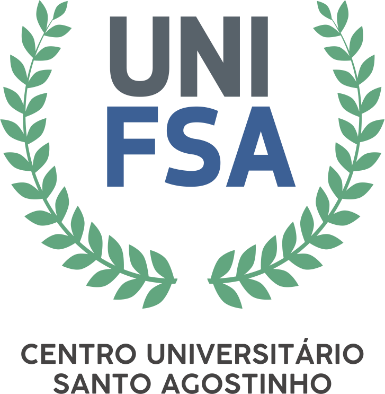 UNI
FSA
CENTRO UNIVERSITÁRIO
SANTO AGOSTINHO